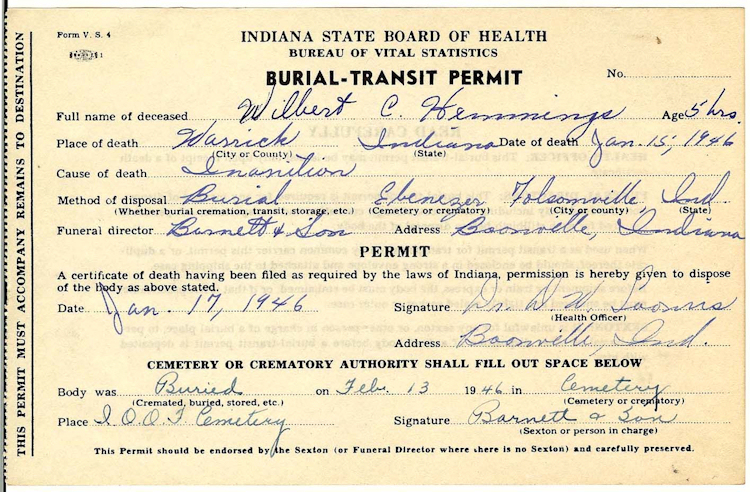 Form V. S. 4
INDIANA STATE BOARD OF HEALTH
BUREAU OF VITAL STATISTICS
BURIAL-TRANSIT PERMIT
No.
Full name of deceased Wilbert C. Hemmings Age 5 hrs.
Place of death Warrick Indiana Date of death Jan. 15, 1946
(City or County) (State)
Cause of death Inanition
Method of disposal Burial Ebenezer Folsomville, Ind
(Whether burial cremation, transit, storage, etc.) (Cemetery or crematory) (City or county) (State)
Funeral director Barnett & Son Address Boonville, Indiana
PERMIT
A certificate of death having been filed as required by the laws of Indiana, permission is hereby given to dispose
of the body as above stated.
Date Jan. 17, 1946 Signature Dr. W. W.
(Health Officer)
Address Boonville, Ind.
CEMETERY OR CREMATORY AUTHORITY SHALL FILL OUT SPACE BELOW
Body was Buried on Feb. 13 1946 in Cemetery
(Cremated, buried, stored, etc.) (Cemetery or crematory)
Place I.O.O.F Cemetery Signature Barnett & Son
(Sexton or person in charge)
This Permit should be endorsed by the Sexton (or Funeral Director where there is no Sexton) and carefully preserved.
THIS PERMIT MUST ACCOMPANY REMAINS TO DESTINATION